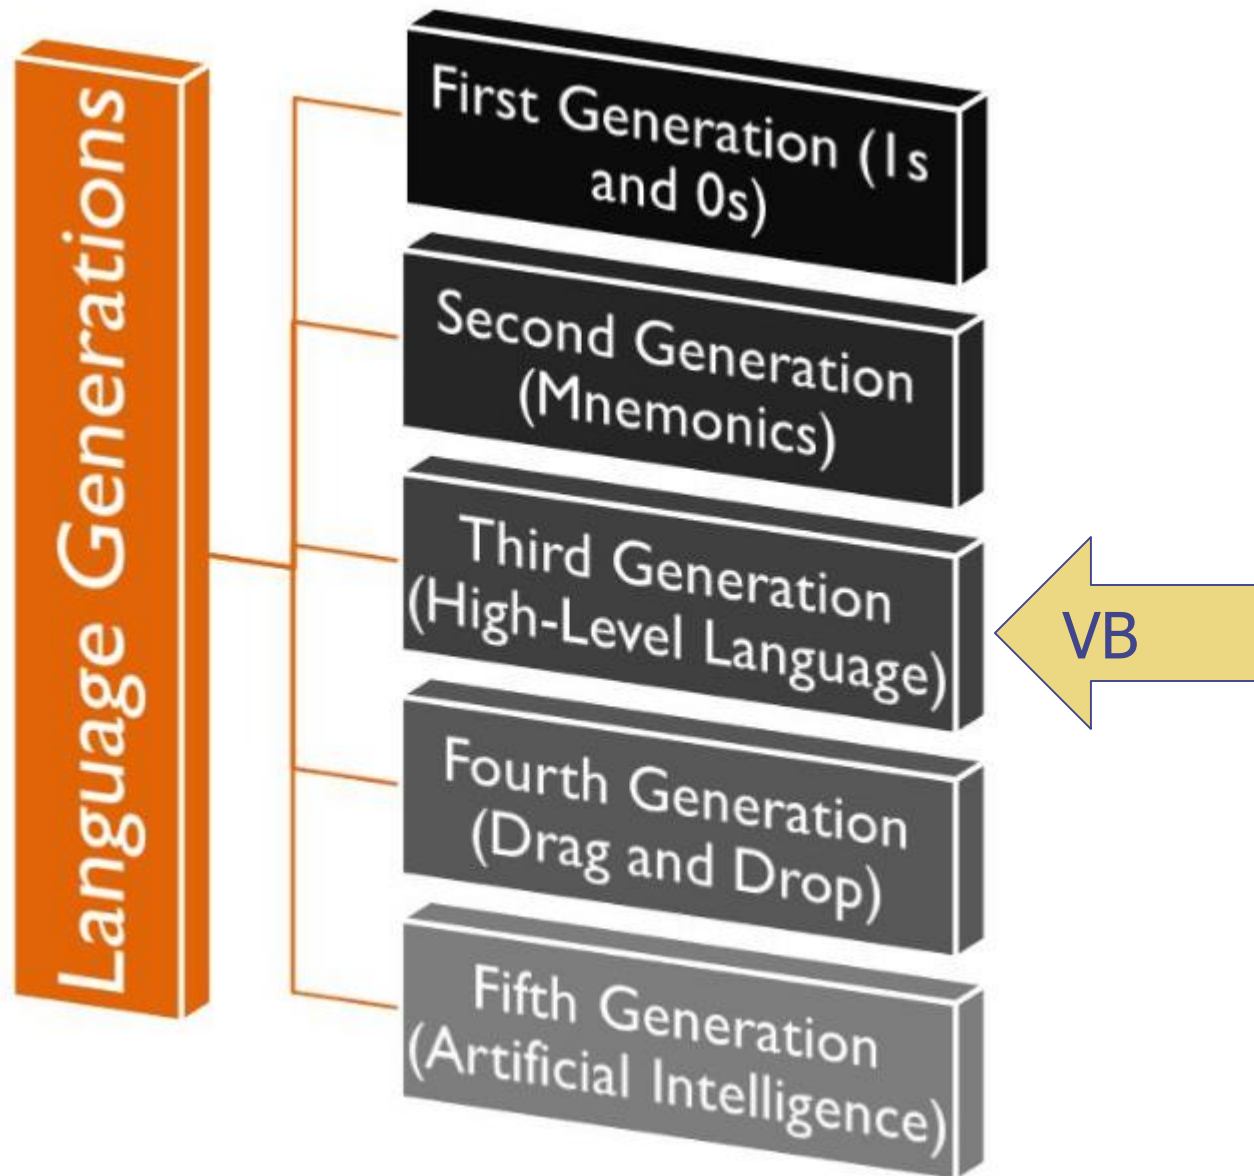 Language Generations
First Generation (1s
and 0s)
Second Generation
(Mnemonics)
Third Generation
(High-Level Language)
VB
Fourth Generation
(Drag and Drop)
Fifth Generation
(Artificial Intelligence)